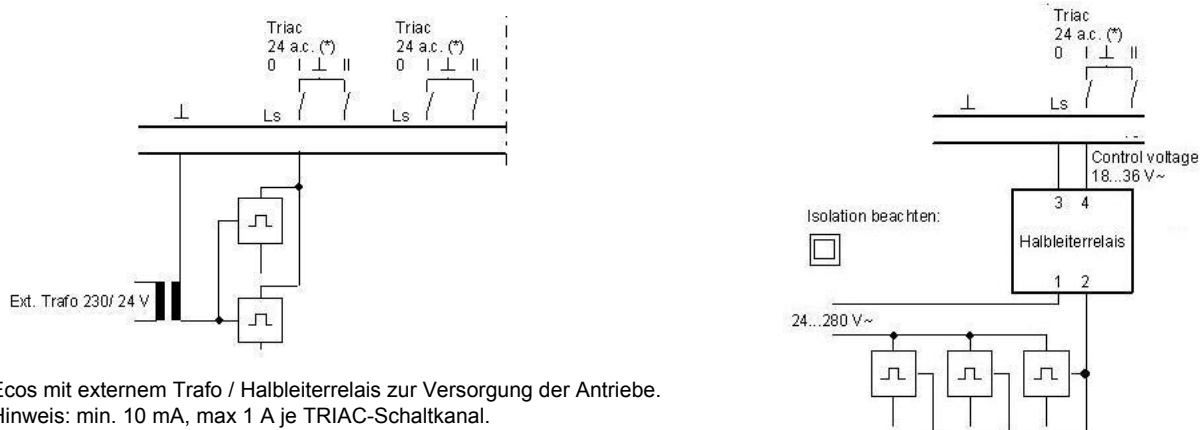 Triac
24 a.c. (*)
0 I ⊥ II
Triac
24 a.c. (*)
0 I ⊥ II
⊥ Ls Ls
Ext. Trafo 230/ 24 V
Ecos mit externem Trafo / Halbleiterrelais zur Versorgung der Antriebe.
Hinweis: min. 10 mA, max 1 A je TRIAC-Schaltkanal.
Triac
24 a.c. (*)
0 I ⊥ II
⊥ Ls
Control voltage
18...36 V~
3 4
Isolation beachten:
Halbleiterrelais
1 2
24...280 V~